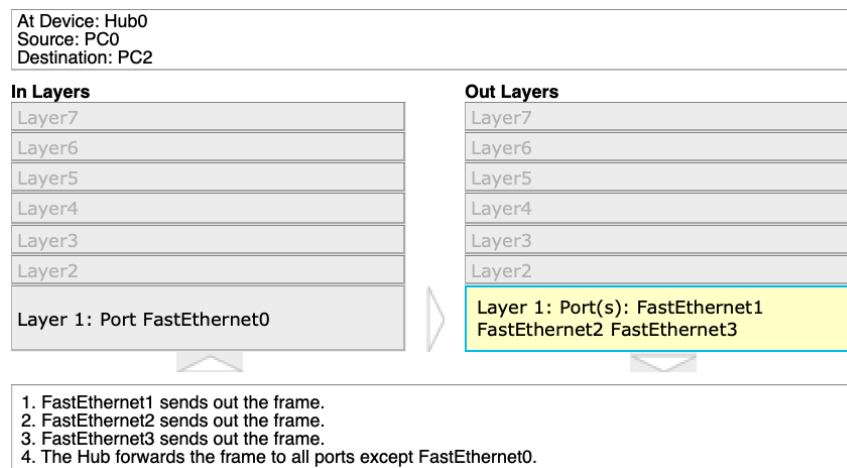 At Device: Hub0
Source: PC0
Destination: PC2
In Layers
Layer7
Layer6
Layer5
Layer4
Layer3
Layer2
Layer 1: Port FastEthernet0
Out Layers
Layer7
Layer6
Layer5
Layer4
Layer3
Layer2
Layer 1: Port(s): FastEthernet1
FastEthernet2 FastEthernet3
1. FastEthernet1 sends out the frame.
2. FastEthernet2 sends out the frame.
3. FastEthernet3 sends out the frame.
4. The Hub forwards the frame to all ports except FastEthernet0.